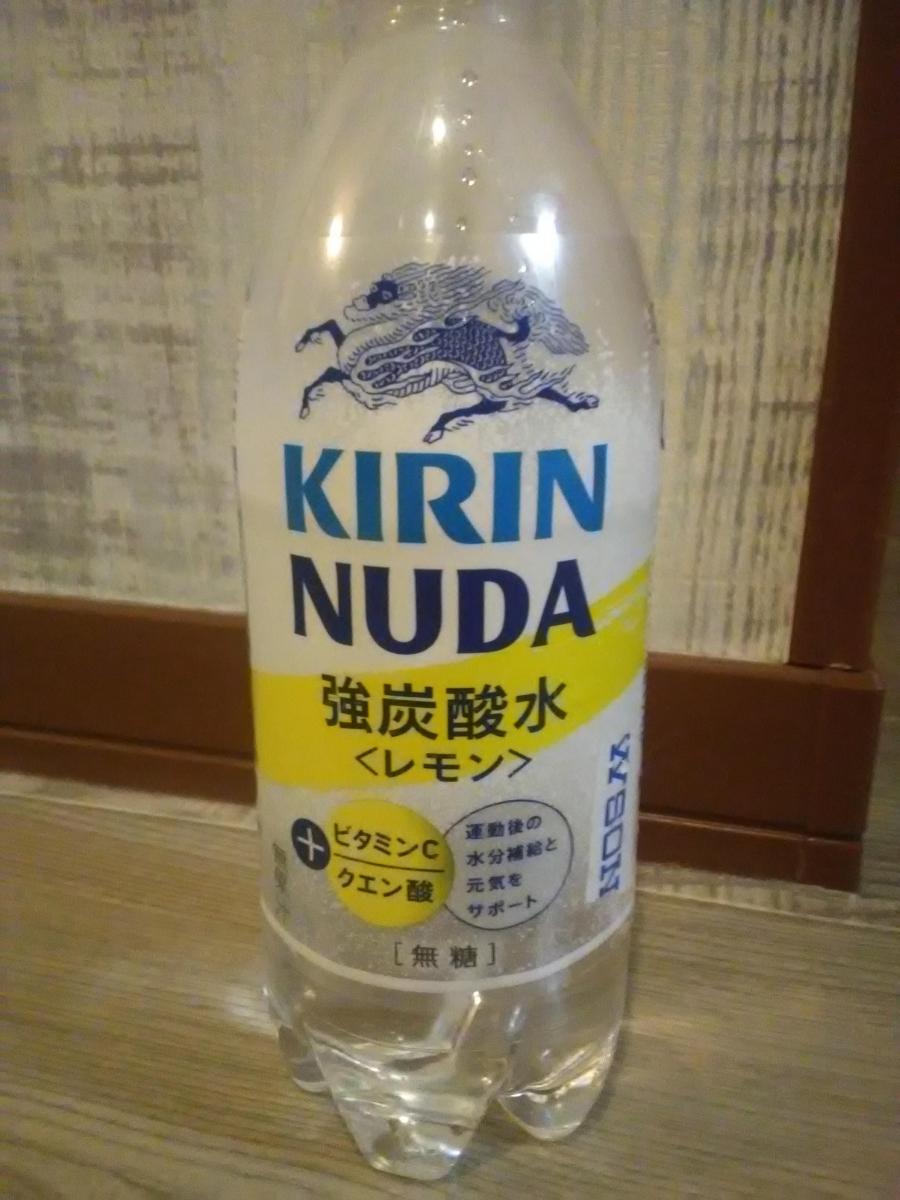 KIRIN
NUDA
強炭酸水
<レモン>
+
ビタミンC
クエン酸
運動後の
水分補給と
元気を
サポート
[無糖]